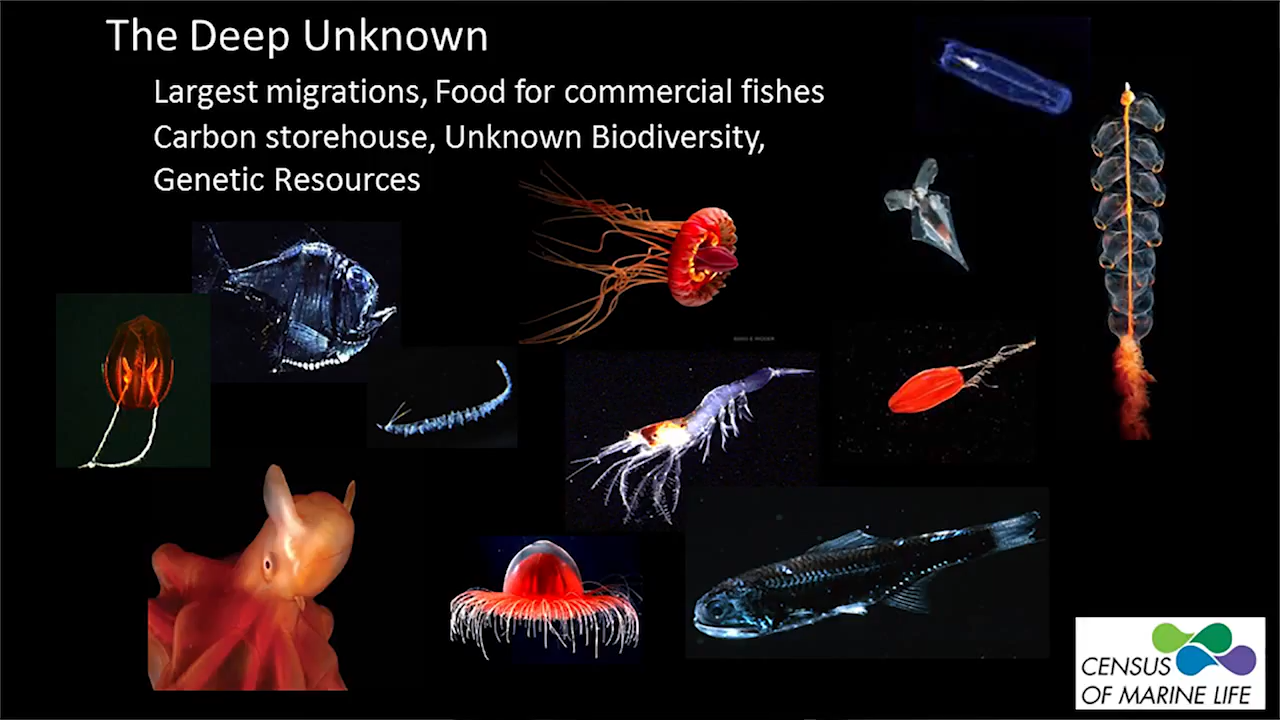 The Deep Unknown
Largest migrations, Food for commercial fishes
Carbon storehouse, Unknown Biodiversity,
Genetic Resources
CENSUS
OF MARINE LIFE